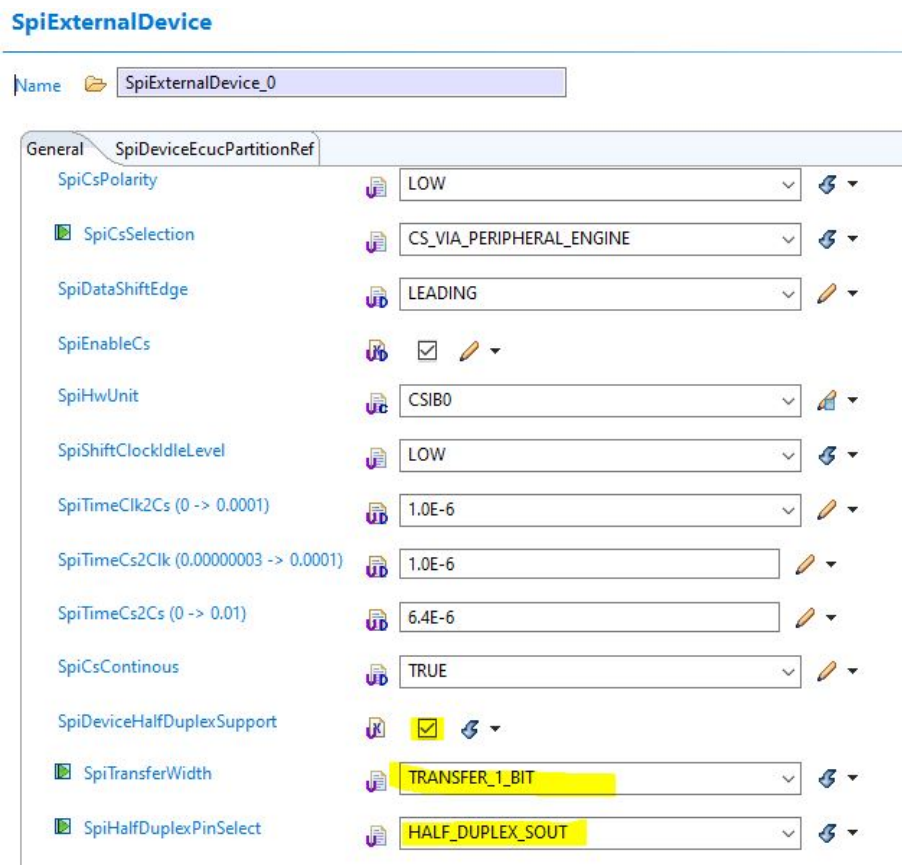 SpiExternalDevice
Name SpiExternalDevice_0
General SpiDeviceEcucPartitionRef
SpiCsPolarity LOW
SpiCsSelection CS_VIA_PERIPHERAL_ENGINE
SpiDataShiftEdge LEADING
SpiEnableCs
SpiHwUnit CSIB0
SpiShiftClockIdleLevel LOW
SpiTimeClk2Cs (0 -> 0.0001) 1.0E-6
SpiTimeCs2Clk (0.00000003 -> 0.0001) 1.0E-6
SpiTimeCs2Cs (0 -> 0.01) 6.4E-6
SpiCsContinous TRUE
SpiDeviceHalfDuplexSupport
SpiTransferWidth TRANSFER_1_BIT
SpiHalfDuplexPinSelect HALF_DUPLEX_SOUT